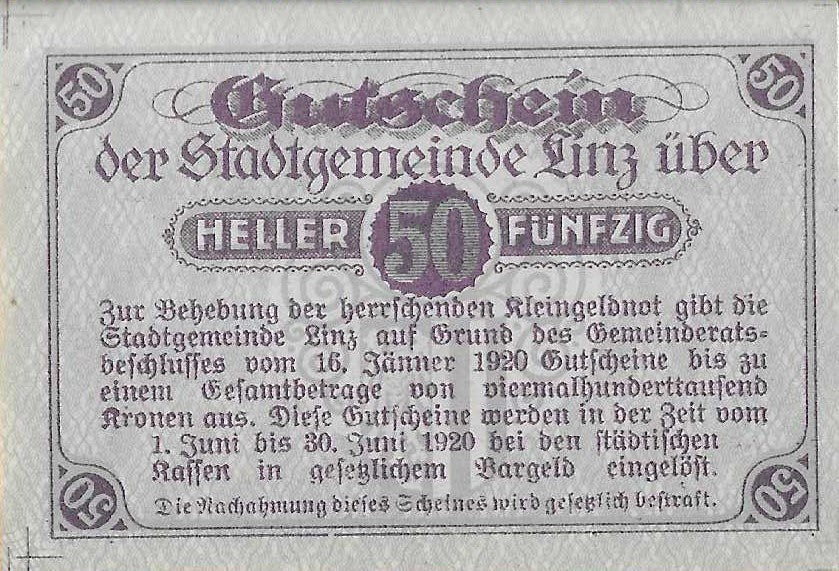 50 50
Gutschein
der Stadtgemeinde Linz über
HELLER 50 FÜNFZIG
Zur Behebung der herrschenden Kleingeldnot gibt die
Stadtgemeinde Linz auf Grund des Gemeinderats=
beschlusses vom 16. Jänner 1920 Gutscheine bis zu
einem Gesamtbetrage von viermalhunderttausend
Kronen aus. Diese Gutscheine werden in der Zeit vom
1. Juni bis 30. Juni 1920 bei den städtischen
Kassen in gesetzlichem Bargeld eingelöst.
50 Die Nachahmung dieses Scheines wird gesetzlich bestraft. 50